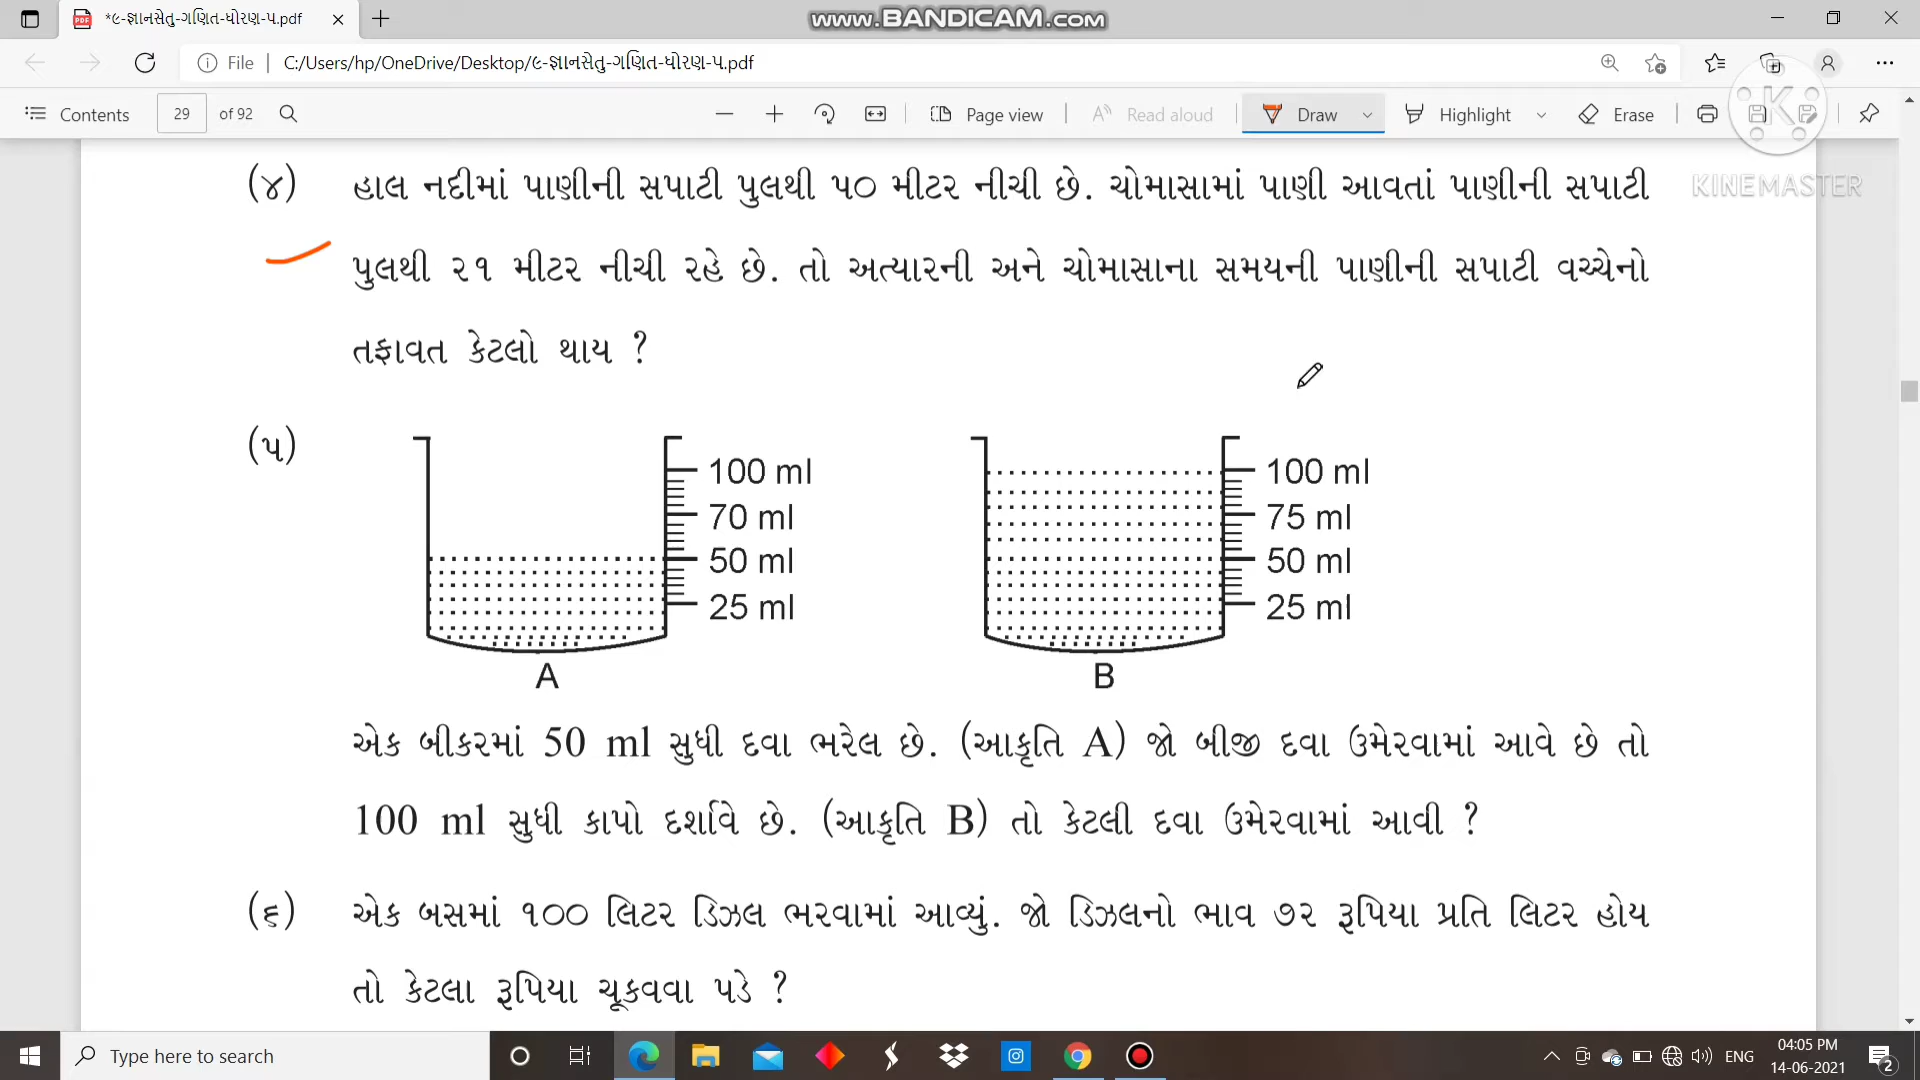 *૯-જ્ઞાનસેતુ-ગણિત-ધોરણ-૫.pdf
www.BANDICAM.com
File
C:/Users/hp/OneDrive/Desktop/૯-જ્ઞાનસેતુ-ગણિત-ધોરણ-૫.pdf
Contents 29 of 92 Page view Read aloud Draw Highlight Erase
K
KINEMASTER
(૪) હાલ નદીમાં પાણીની સપાટી પુલથી ૫૦ મીટર નીચી છે. ચોમાસામાં પાણી આવતાં પાણીની સપાટી
પુલથી ૨૧ મીટર નીચી રહે છે. તો અત્યારની અને ચોમાસાના સમયની પાણીની સપાટી વચ્ચેનો
તફાવત કેટલો થાય ?
(૫)
100 ml 100 ml
70 ml 75 ml
50 ml 50 ml
25 ml 25 ml
A B
એક બીકરમાં 50 ml સુધી દવા ભરેલ છે. (આકૃતિ A) જો બીજી દવા ઉમેરવામાં આવે છે તો
100 ml સુધી કાપો દર્શાવે છે. (આકૃતિ B) તો કેટલી દવા ઉમેરવામાં આવી ?
(૬) એક બસમાં ૧૦૦ લિટર ડિઝલ ભરવામાં આવ્યું. જો ડિઝલનો ભાવ ૭૨ રૂપિયા પ્રતિ લિટર હોય
તો કેટલા રૂપિયા ચૂકવવા પડે ?
Type here to search
ENG
04:05 PM
14-06-2021
2